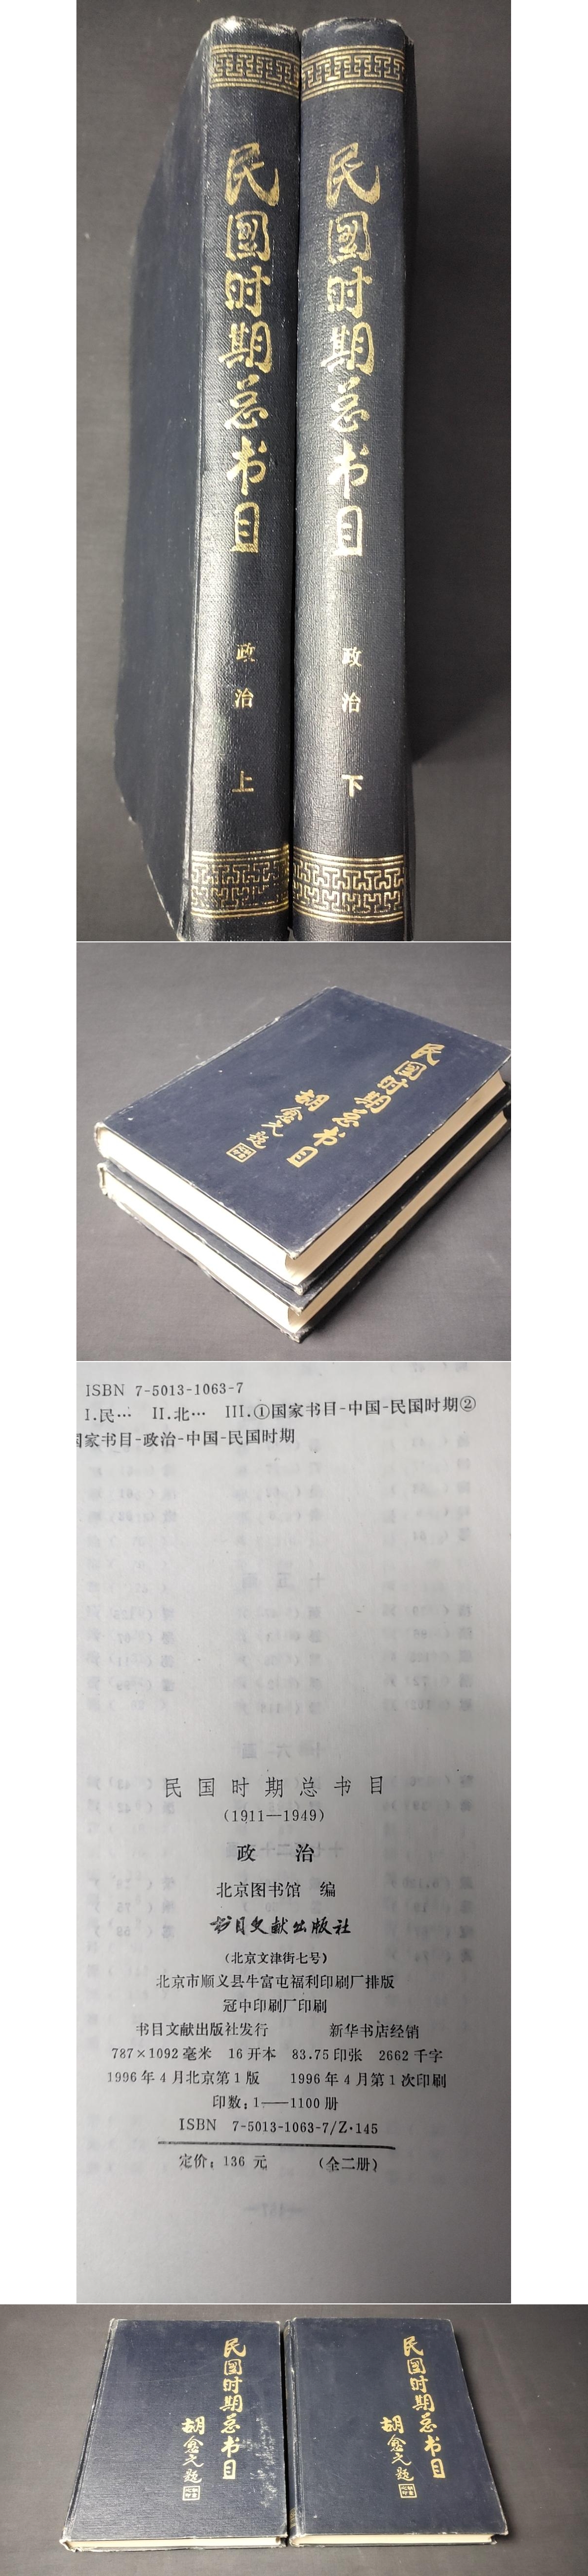 民國时期总书目
政治
上
民國时期总书目
政治
下
民國时期总书目
胡愈之题
ISBN 7-5013-1063-7
I.民… II.北… III.①国家书目-中国-民国时期②
国家书目-政治-中国-民国时期
民国时期总书目
(1911—1949)
政 治
北京图书馆 编
书目文献出版社
(北京文津街七号)
北京市顺义县牛富屯福利印刷厂排版
冠中印刷厂印刷
书目文献出版社发行 新华书店经销
787×1092毫米 16开本 83.75印张 2662千字
1996年4月北京第1版 1996年4月第1次印刷
印数:1——1100册
ISBN 7-5013-1063-7/Z·145
定价:136元 (全二册)
民國时期总书目
胡愈之题
民國时期总书目
胡愈之题